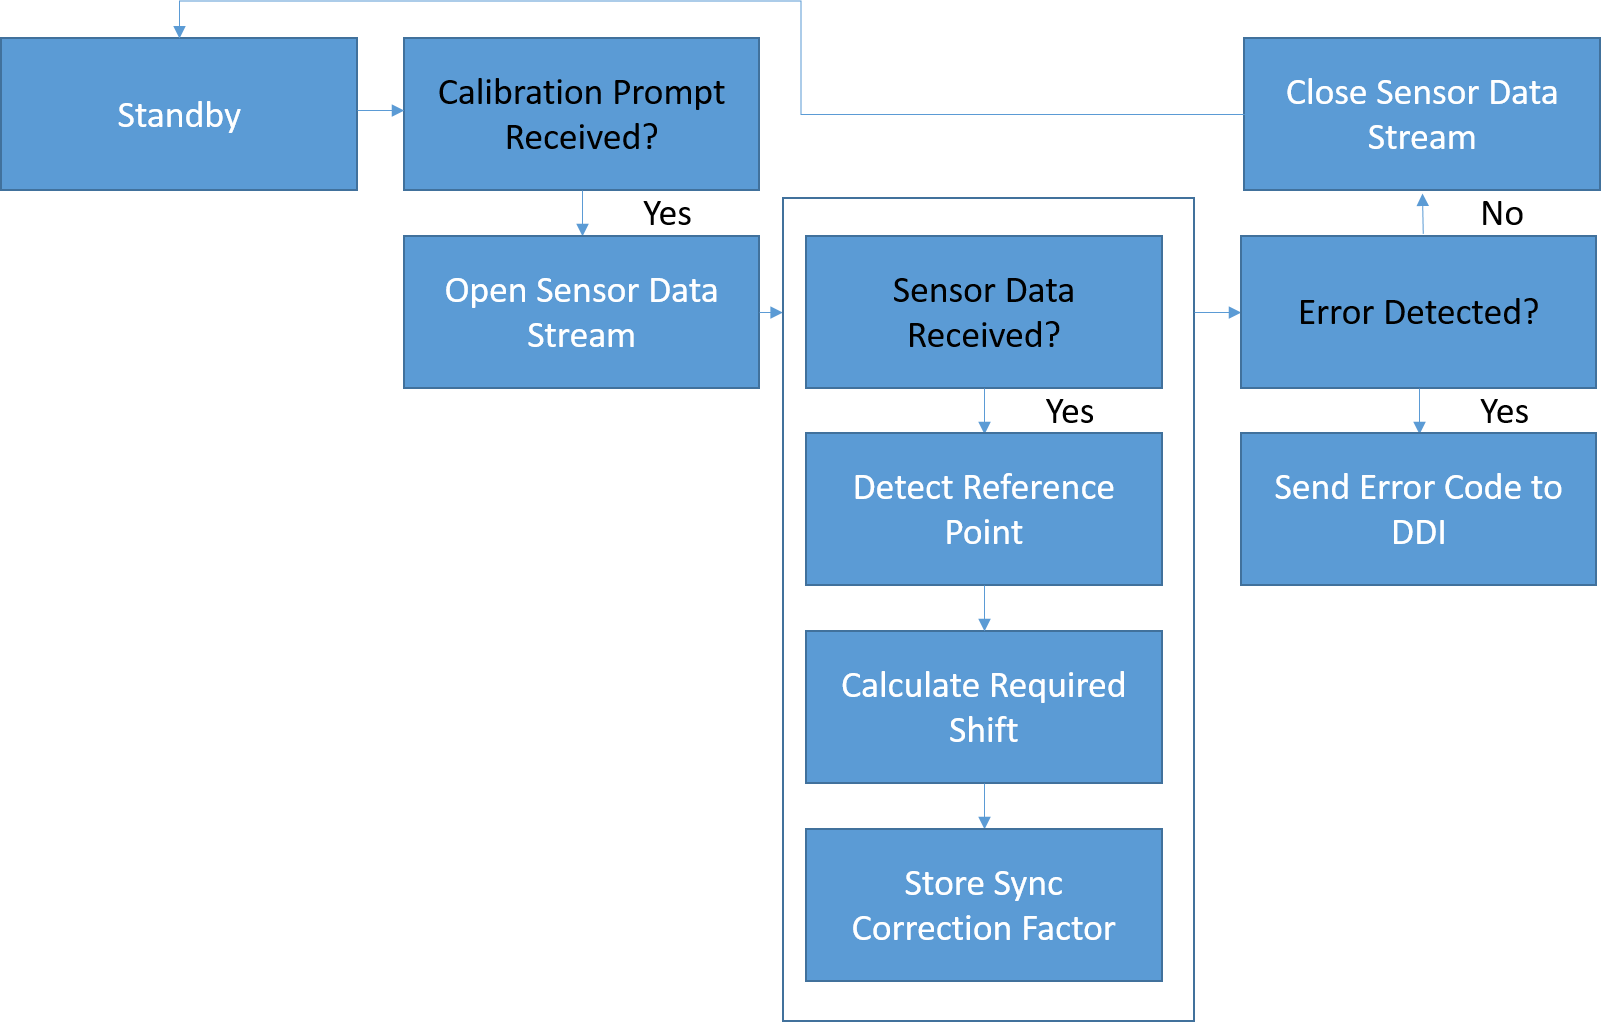 Standby
Calibration Prompt
Received?
Yes
Open Sensor Data
Stream
Sensor Data
Received?
Yes
Detect Reference
Point
Calculate Required
Shift
Store Sync
Correction Factor
Close Sensor Data
Stream
No
Error Detected?
Yes
Send Error Code to
DDI